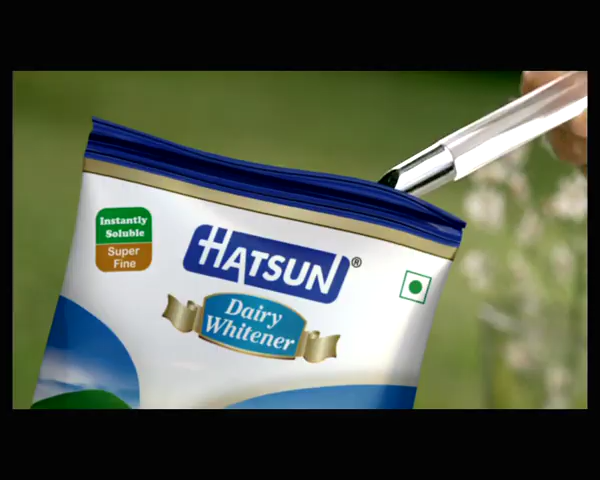 Instantly
Soluble
Super
Fine
HATSUN®
Dairy
Whitener